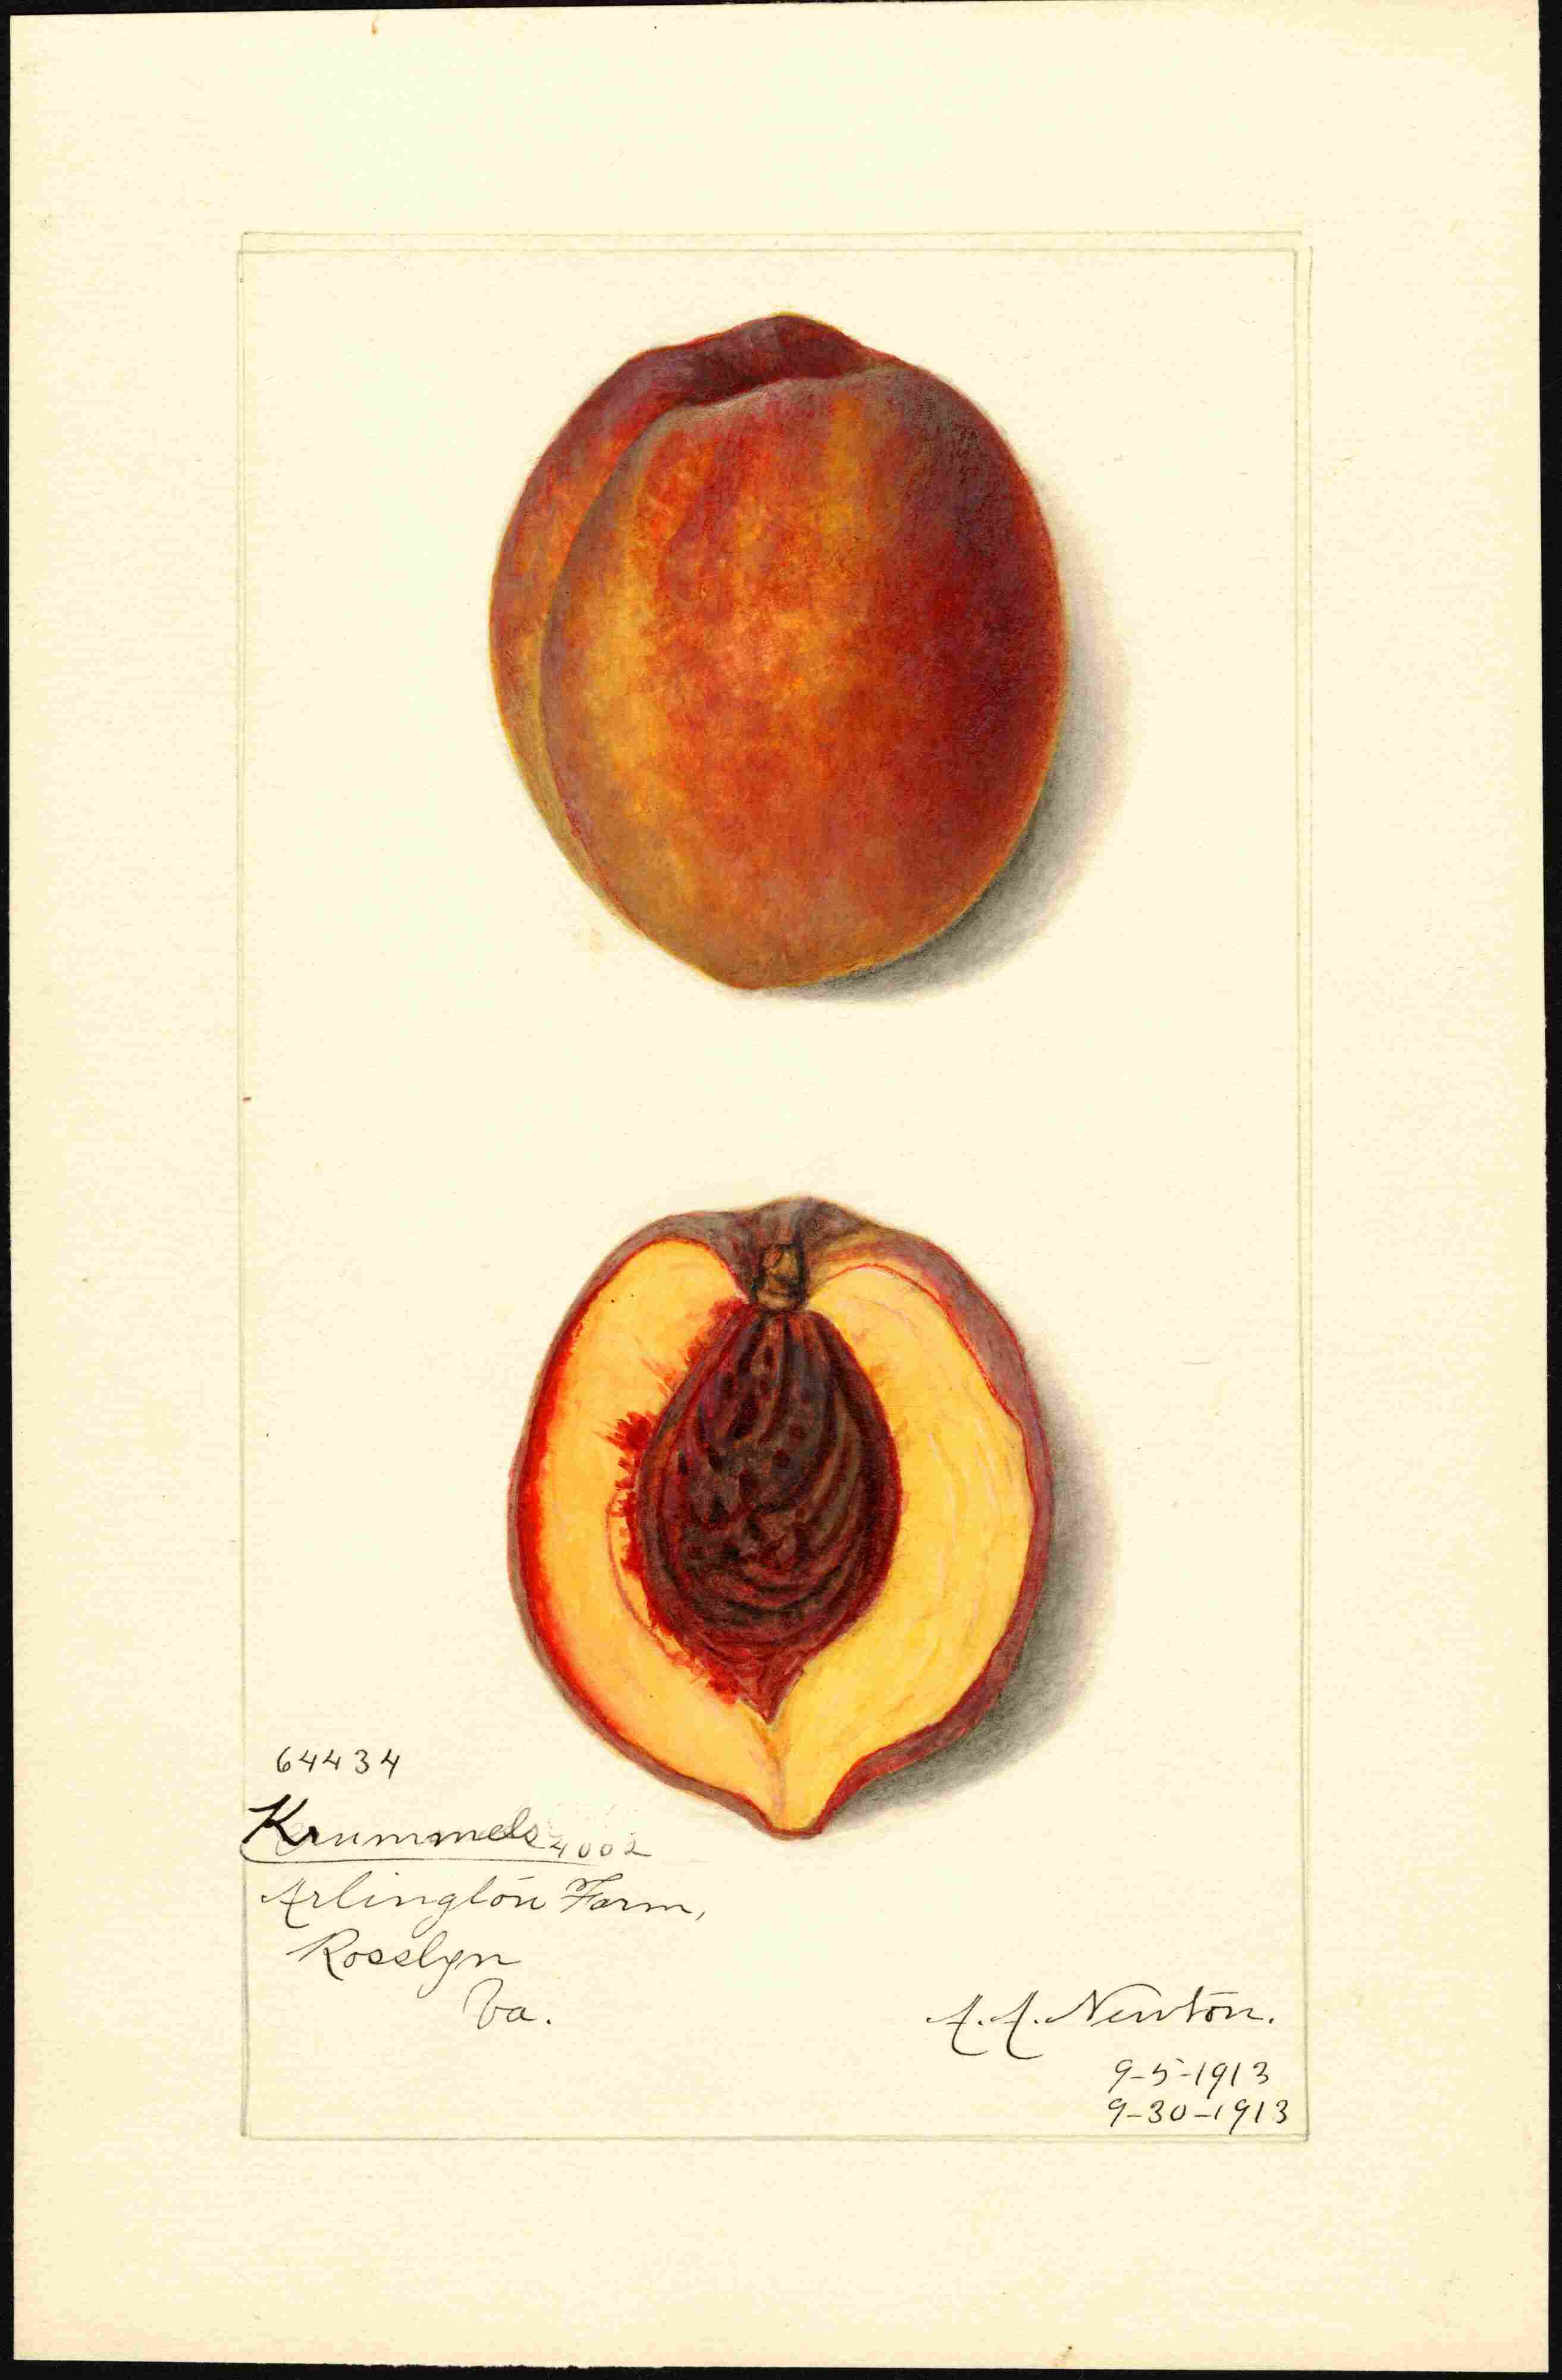 64434
Krummels 4002
Arlington Farm,
Rosslyn
Va.
A. A. Newton.
9-5-1913
9-30-1913